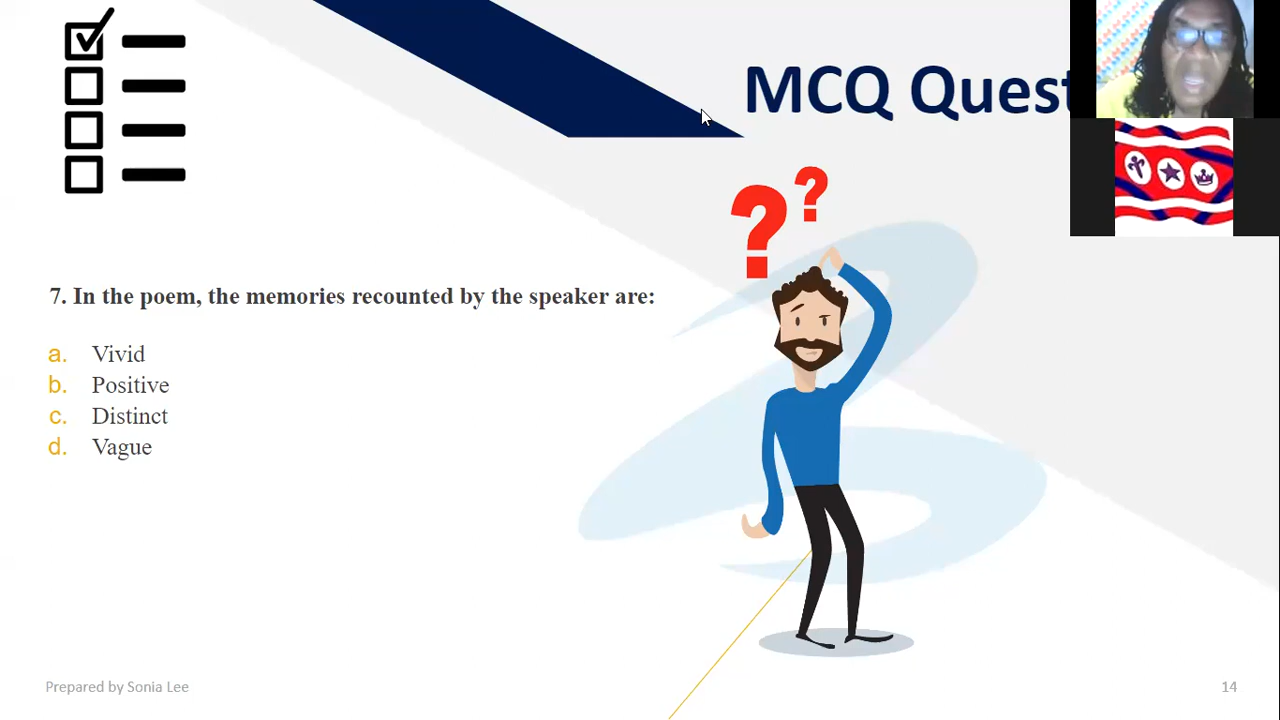 MCQ Quest
? ?
7. In the poem, the memories recounted by the speaker are:
a. Vivid
b. Positive
c. Distinct
d. Vague
Prepared by Sonia Lee
14